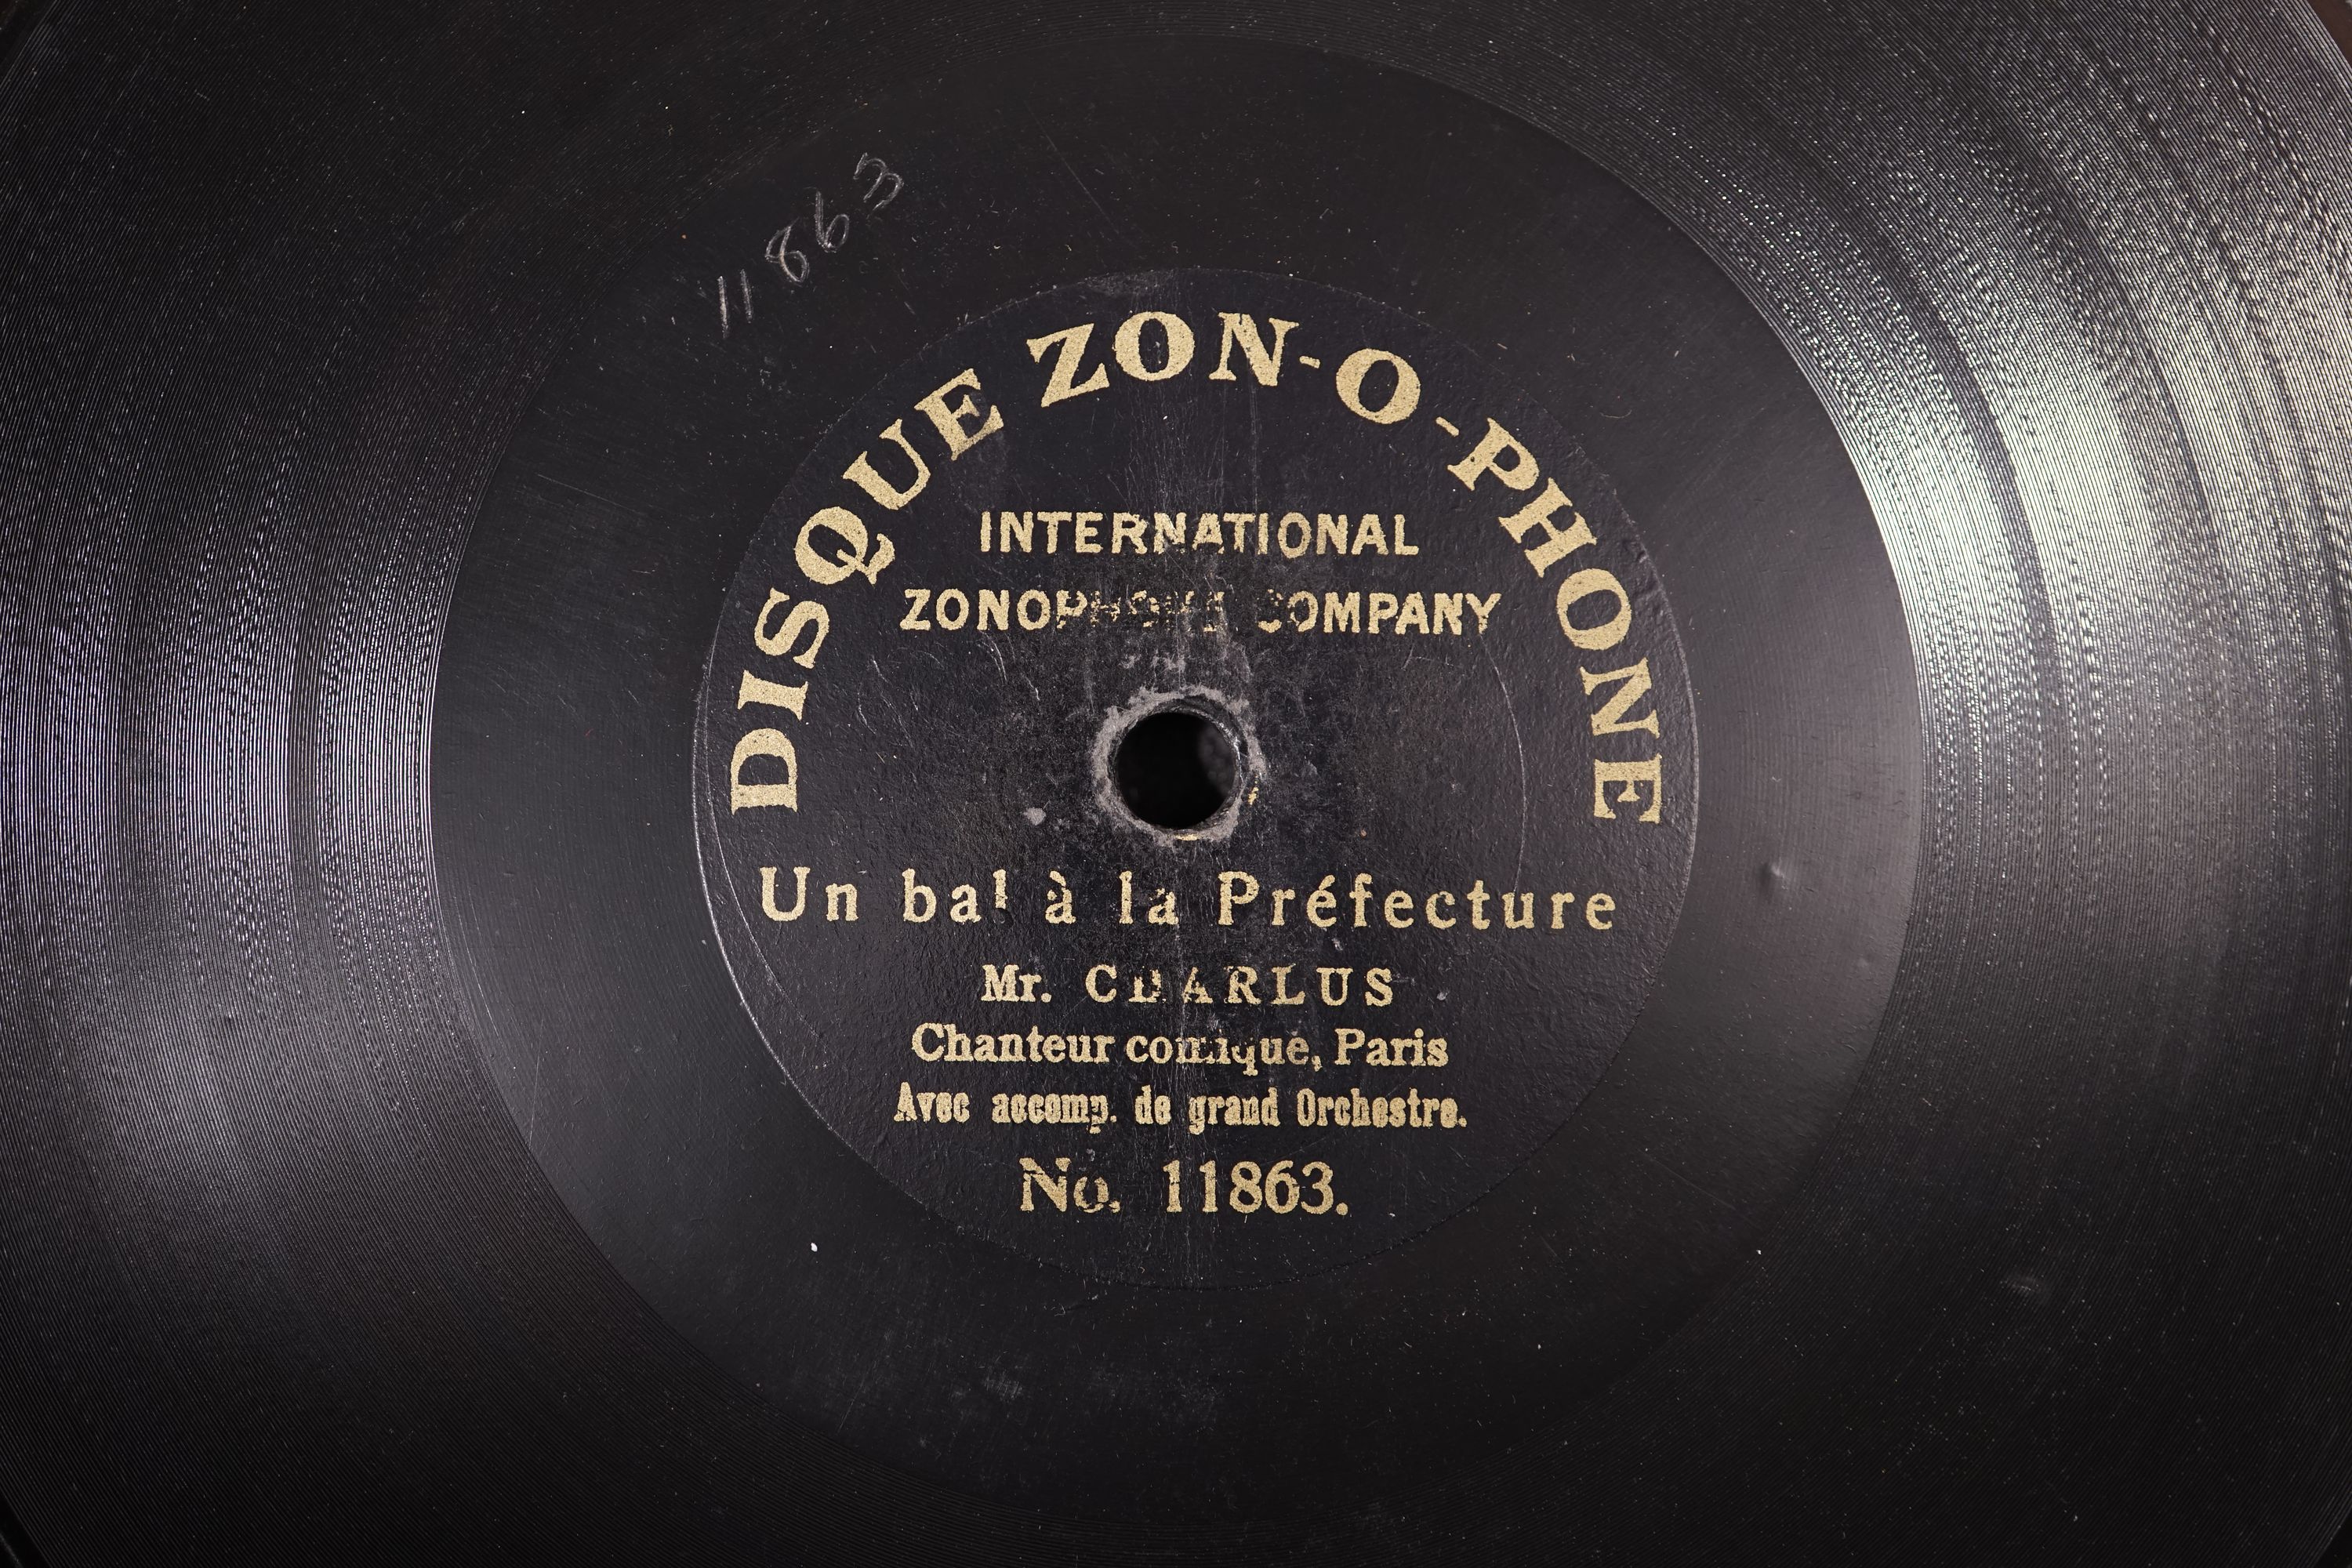 11863
DISQUE ZON-O-PHONE
INTERNATIONAL
ZONOPHONE COMPANY
Un bal à la Préfecture
Mr. CHARLUS
Chanteur comique, Paris
Avec accomp. de grand Orchestre.
No. 11863.